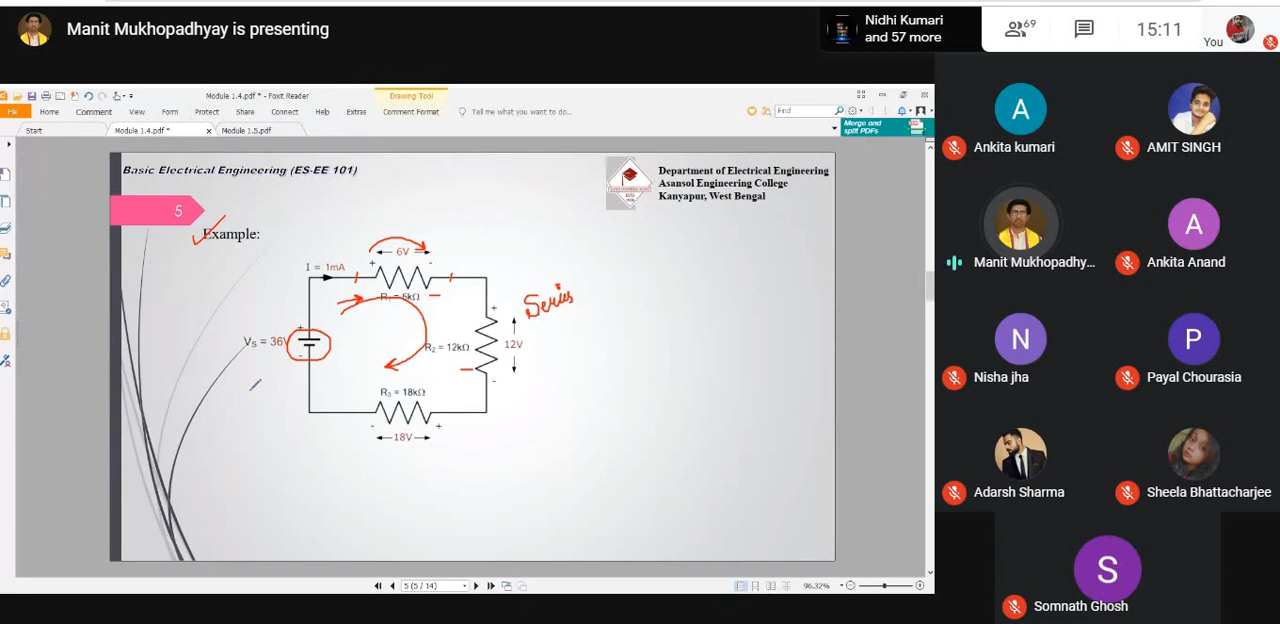 Manit Mukhopadhyay is presenting
Nidhi Kumari
and 57 more
69
15:11
You
Module 1.4.pdf * - Foxit Reader
Drawing Tool
File Home Comment View Form Protect Share Connect Help Extras Comment Format Tell me what you want to do... Find
Start Module 1.4.pdf * Module 1.5.pdf
Merge and
split PDFs
Basic Electrical Engineering (ES-EE 101)
Department of Electrical Engineering
Asansol Engineering College
Kanyapur, West Bengal
5
Example:
6V
+ -
I = 1mA
R₁ = 6kΩ
Series
+
+
VS = 36V
-
R₂ = 12kΩ
12V
-
R₃ = 18kΩ
- +
18V
5 (5 / 14)
96.32%
A
Ankita kumari
AMIT SINGH
A
Manit Mukhopadhy...
Ankita Anand
N
P
Nisha jha
Payal Chourasia
Adarsh Sharma
Sheela Bhattacharjee
S
Somnath Ghosh